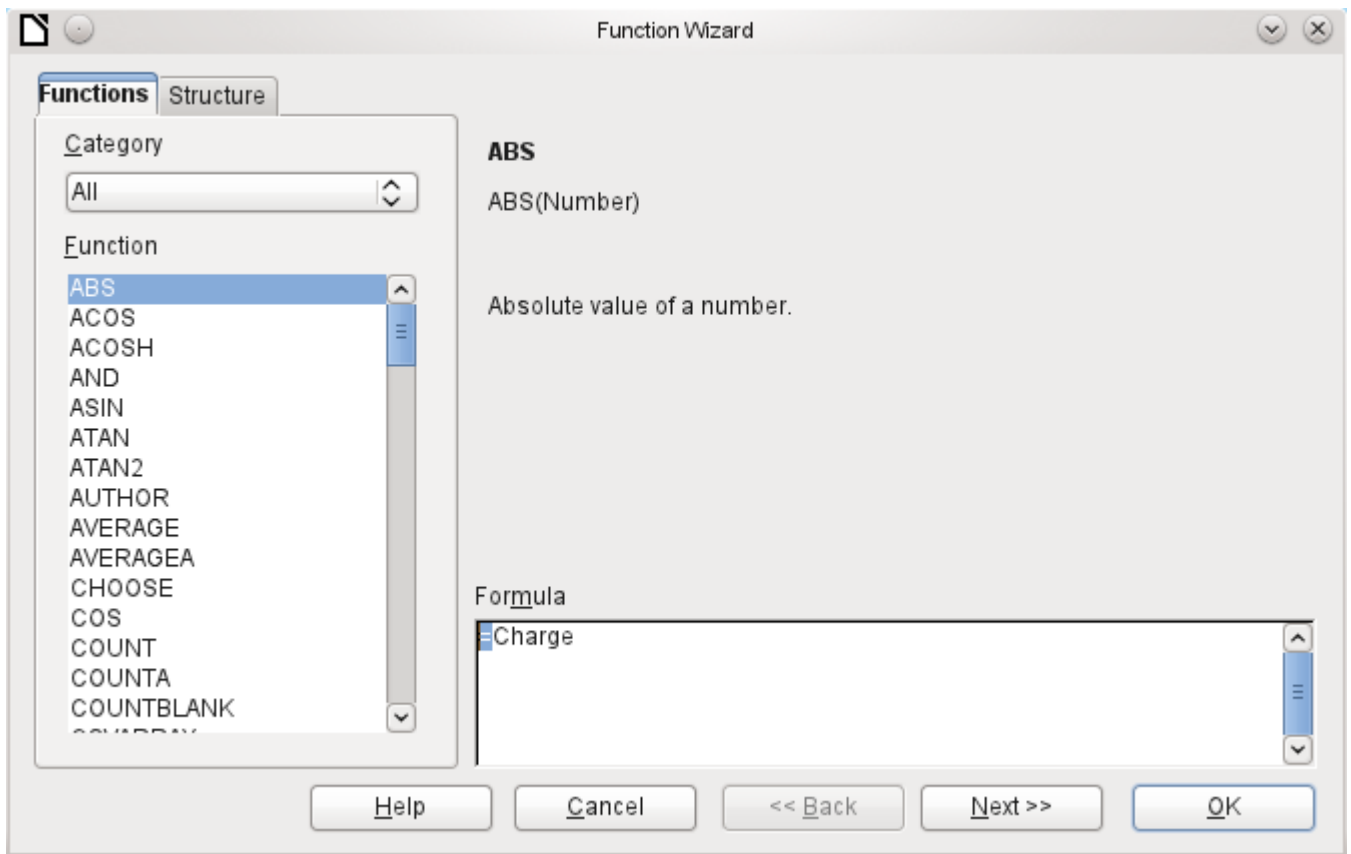 Function Wizard
Functions
Structure
Category
All
Function
ABS
ACOS
ACOSH
AND
ASIN
ATAN
ATAN2
AUTHOR
AVERAGE
AVERAGEA
CHOOSE
COS
COUNT
COUNTA
COUNTBLANK
ABS
ABS(Number)
Absolute value of a number.
Formula
=Charge
Help
Cancel
<< Back
Next >>
OK